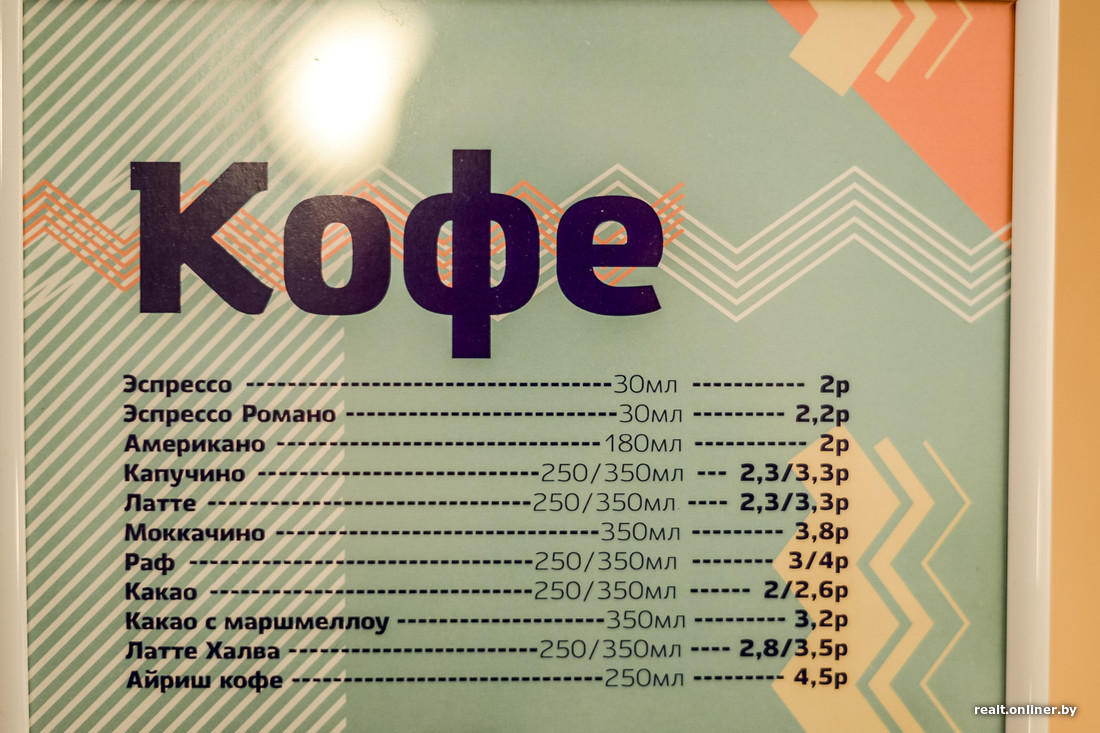 Кофе
Эспрессо ---------- 30мл ---------- 2р
Эспрессо Романо ---------- 30мл --------- 2,2р
Американо ---------- 180мл ---------- 2р
Капучино ---------- 250/350мл --- 2,3/3,3р
Латте ---------- 250/350мл ---- 2,3/3,3р
Моккачино ---------- 350мл --------- 3,8р
Раф ---------- 250/350мл -------- 3/4р
Какао ---------- 250/350мл ------ 2/2,6р
Какао с маршмеллоу ---------- 350мл --------- 3,2р
Латте Халва ---------- 250/350мл ---- 2,8/3,5р
Айриш кофе ---------- 250мл --------- 4,5р
realt.onliner.by